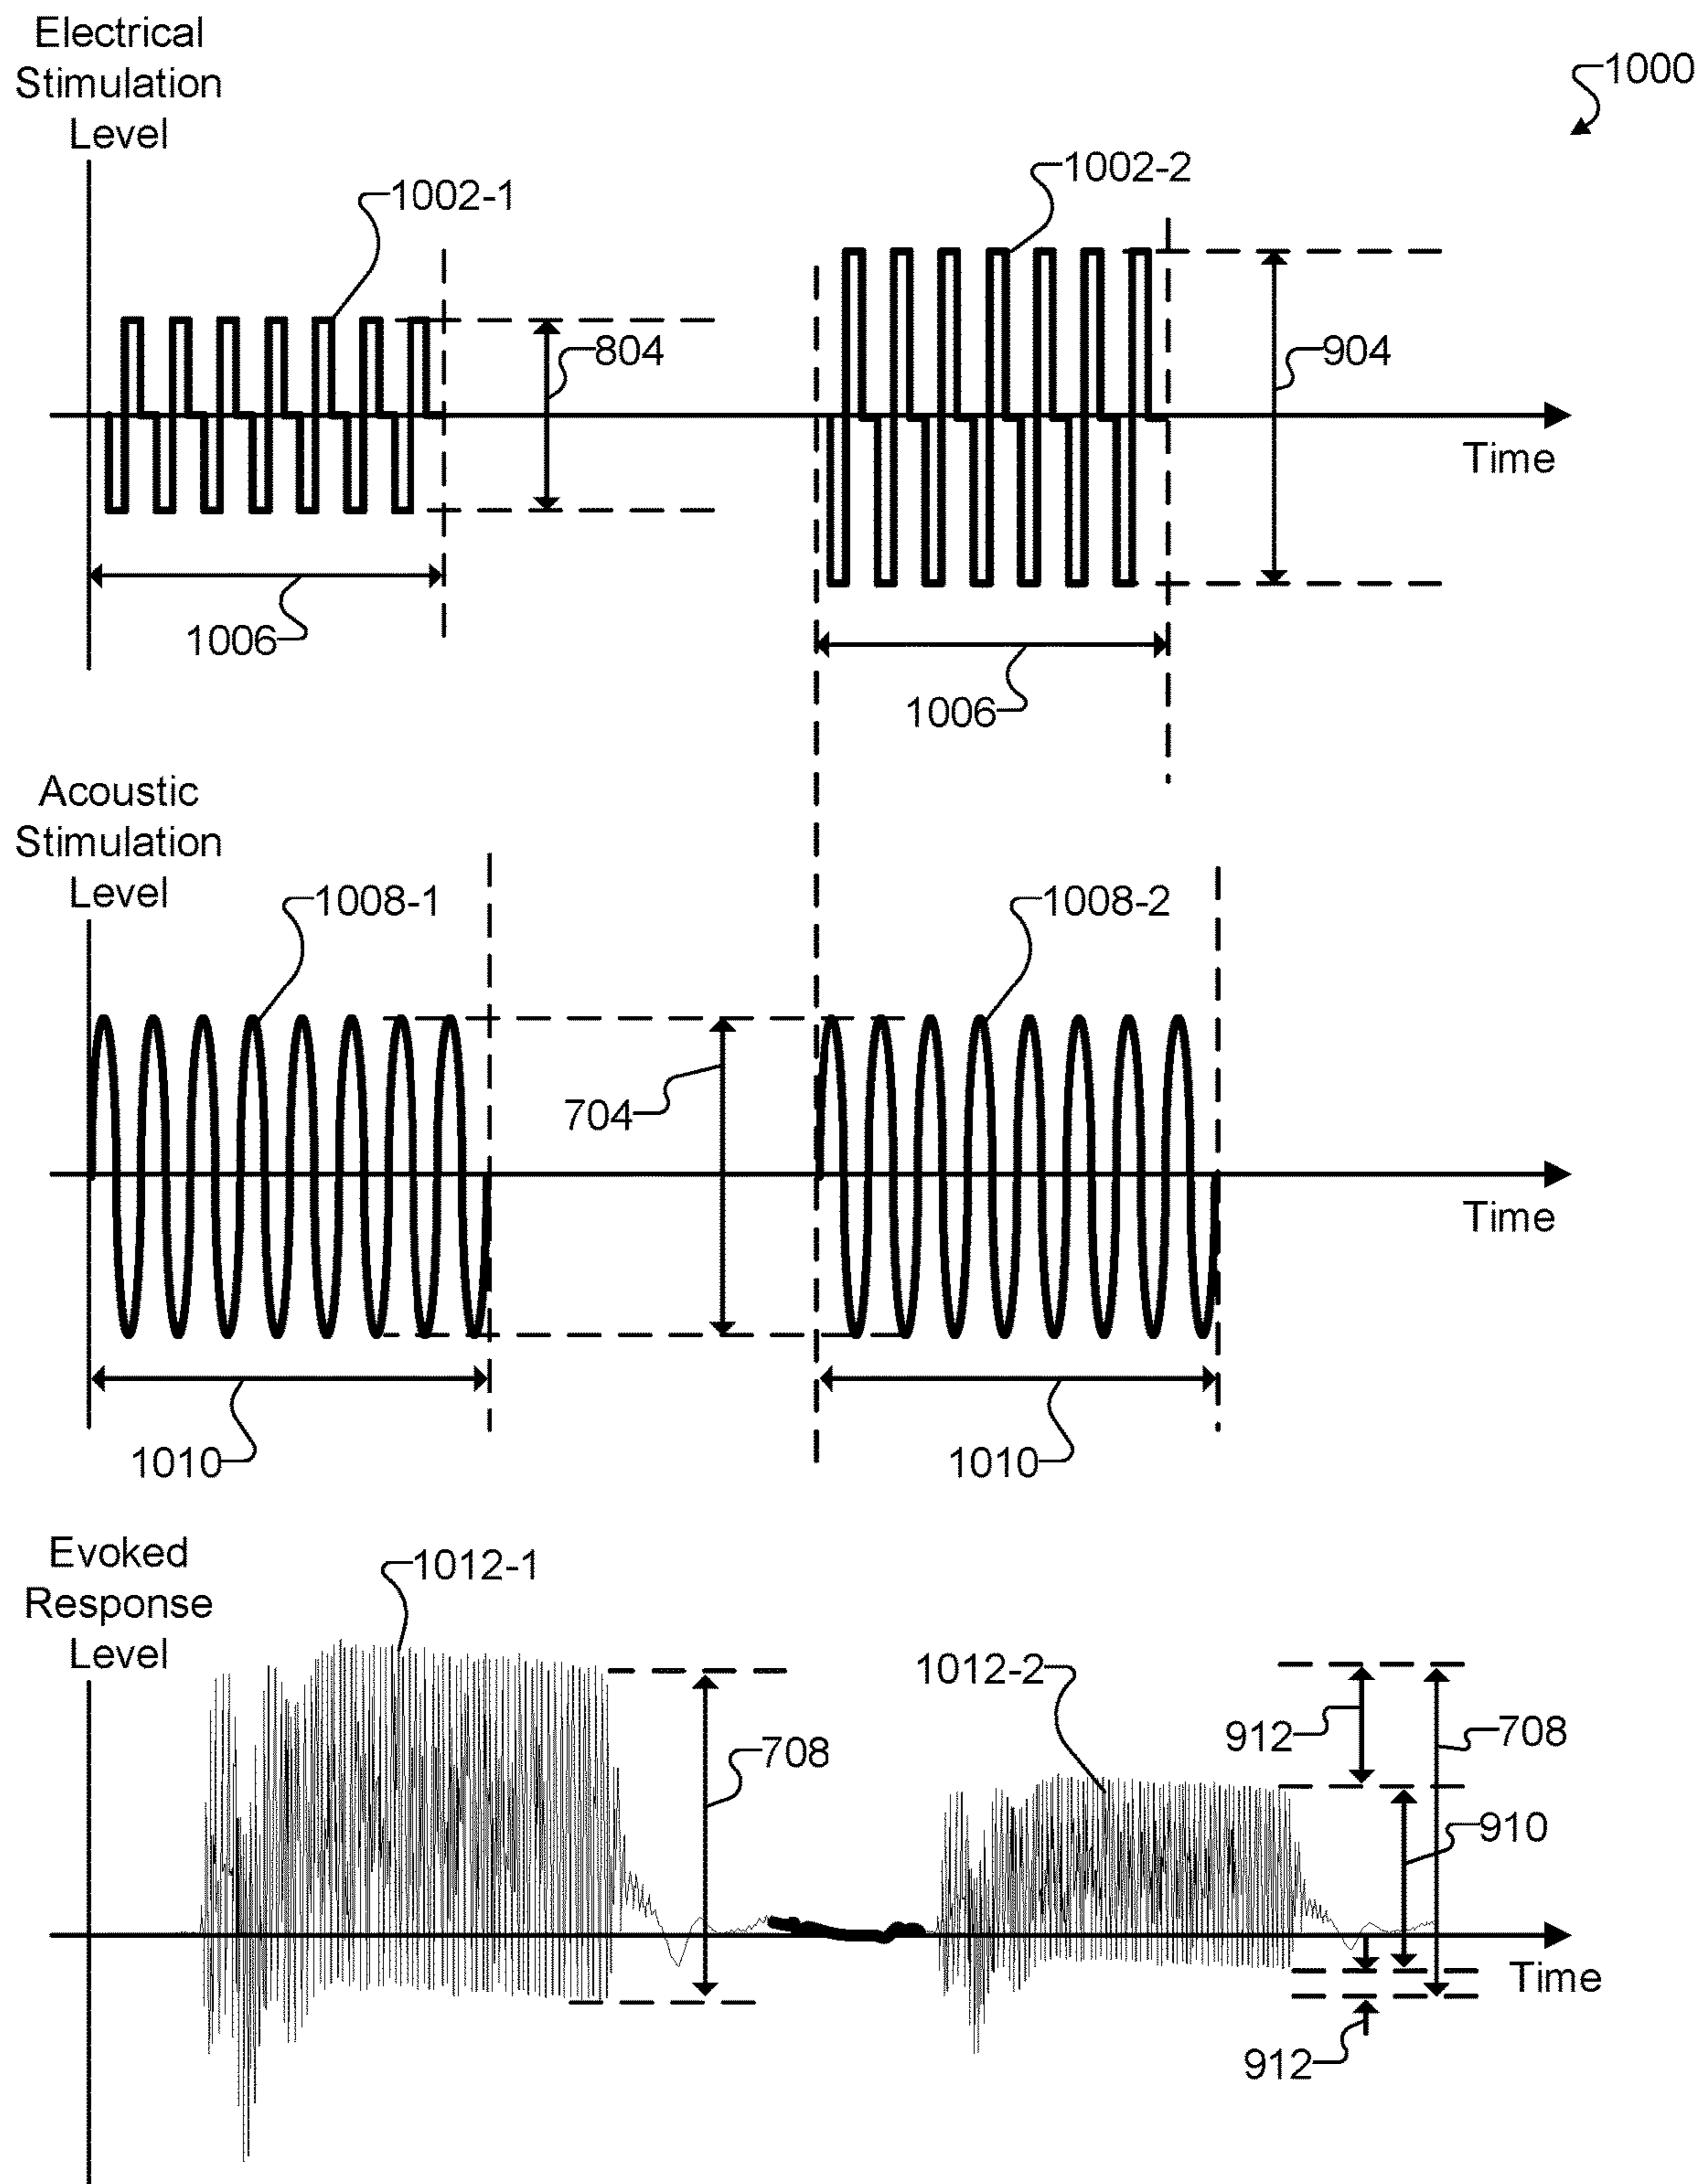 Electrical
Stimulation
Level
1000
1002-1
1002-2
804
904
Time
1006
1006
Acoustic
Stimulation
Level
1008-1
1008-2
704
Time
1010
1010
Evoked
Response
Level
1012-1
1012-2
708
912
708
910
Time
912